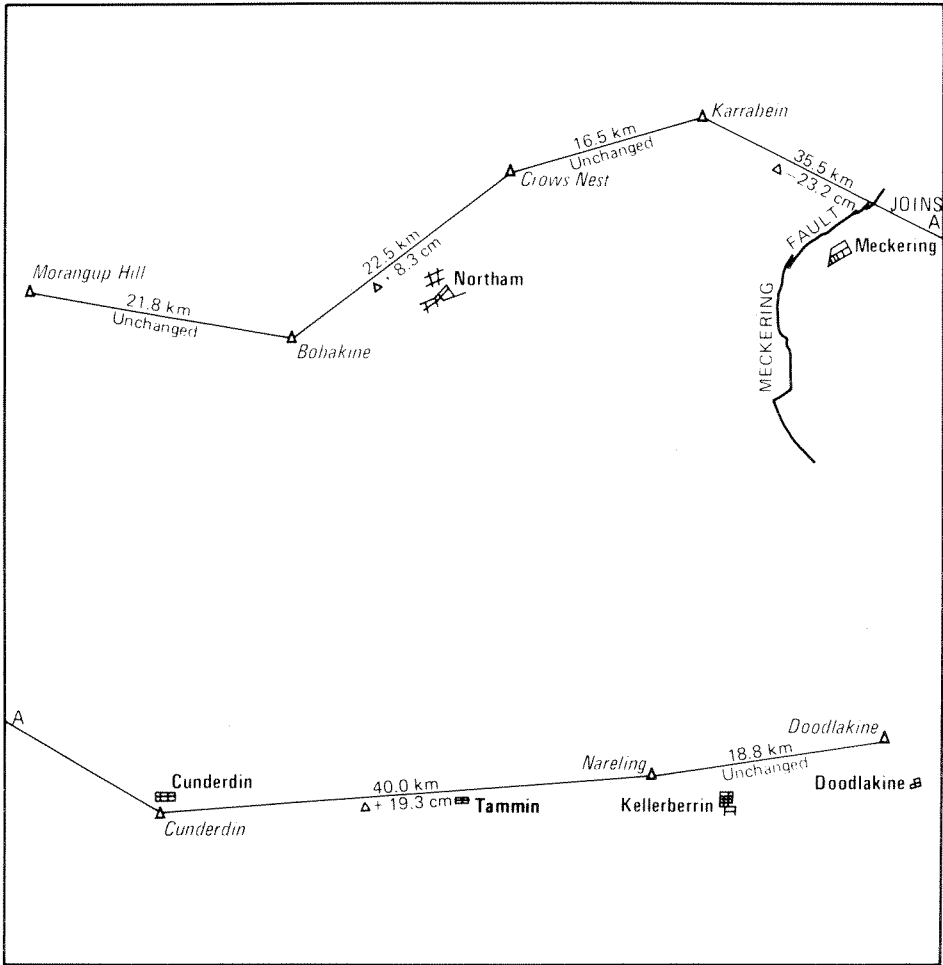 Karrabein
16.5 km
Unchanged
Crows Nest
35.5 km
Δ - 23.2 cm
JOINS
A
FAULT
Meckering
MECKERING
22.5 km
Δ + 8.3 cm
Northam
Morangup Hill
21.8 km
Unchanged
Bobakine
A
Doodlakine
18.8 km
Unchanged
Nareling
Doodlakine
Cunderdin
40.0 km
Δ + 19.3 cm
Tammin
Kellerberrin
Cunderdin